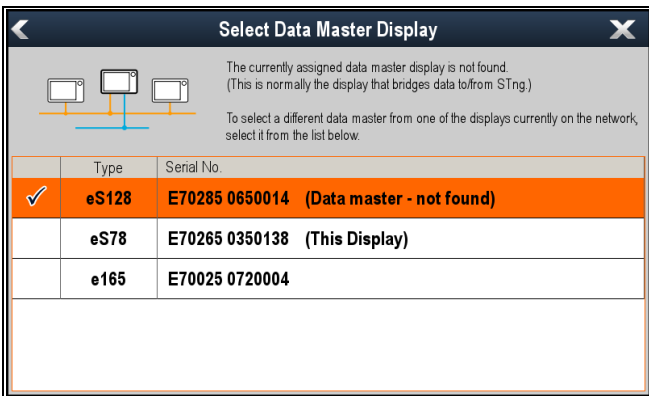 Select Data Master Display
The currently assigned data master display is not found.
(This is normally the display that bridges data to/from STng.)
To select a different data master from one of the displays currently on the network,
select it from the list below.
Type Serial No.
eS128 E70285 0650014 (Data master - not found)
eS78 E70265 0350138 (This Display)
e165 E70025 0720004